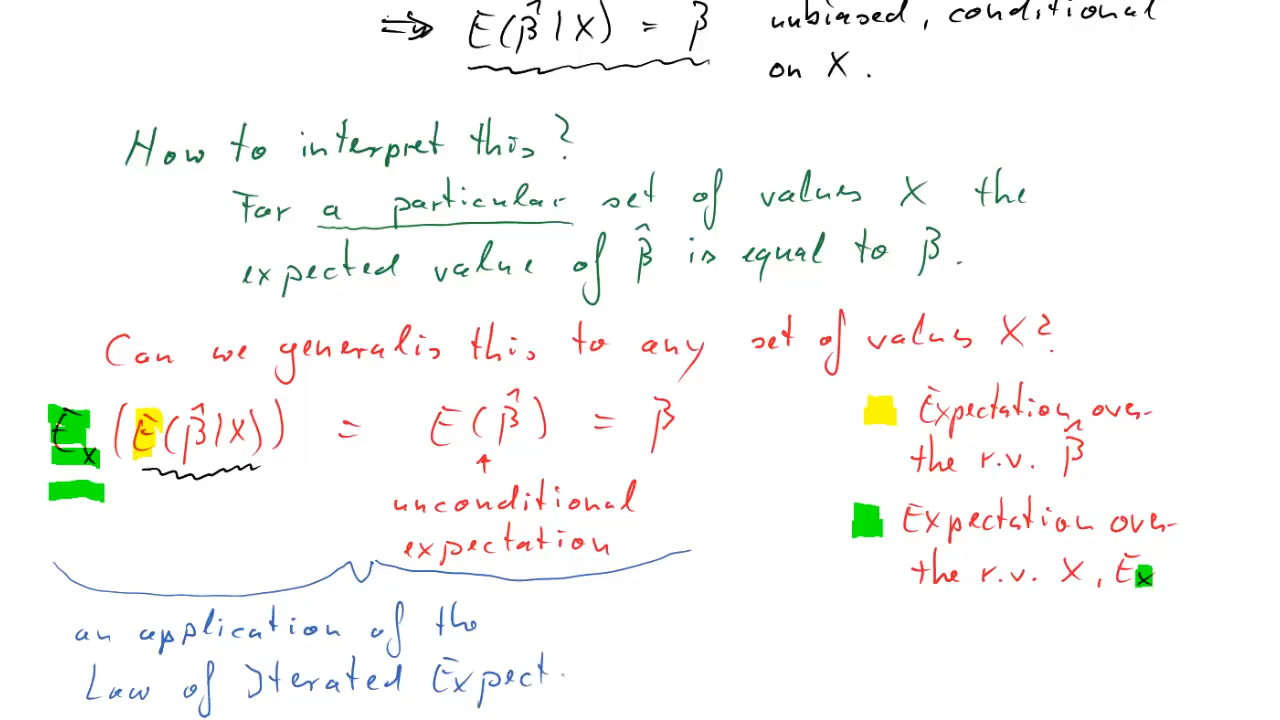 ⇒ E(β̂ | X) = β unbiased, conditional
on X.
How to interpret this?
For a particular set of values X the
expected value of β̂ is equal to β.
Can we generalis this to any set of values X?
E_X (E(β̂ | X)) = E(β̂) = β
unconditional
expectation
Expectation over
the r.v. β̂
Expectation over
the r.v. X, E_X
an application of the
Law of Iterated Expect.